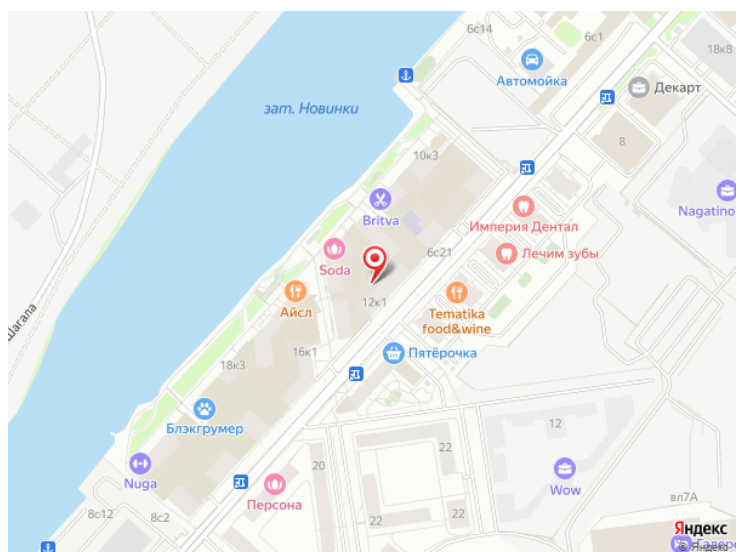 6с14
6с1
18к8
Автомойка
Декарт
зат. Новинки
8
10к3
Britva
Империя Дентал
Nagatino
6с21
Лечим зубы
Soda
Айсл
12к1
Tematika
food&wine
Шагала
16к1
Пятёрочка
18к3
Блэкгрумер
22
12
20
22
Nuga
Персона
Wow
вл7А
8с12
8с2
22
22
Яндекс
© Яндекс